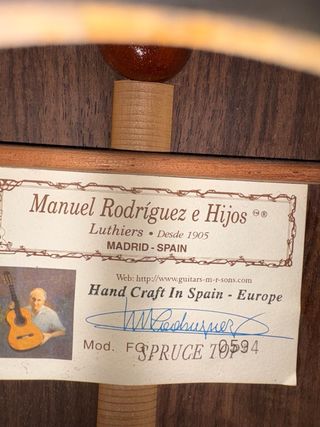 Manuel Rodríguez e Hijos ™®
Luthiers • Desde 1905
MADRID - SPAIN
Web: http://www.guitars-m-r-sons.com
Hand Craft In Spain - Europe
Mod. FG 0594
SPRUCE TOP